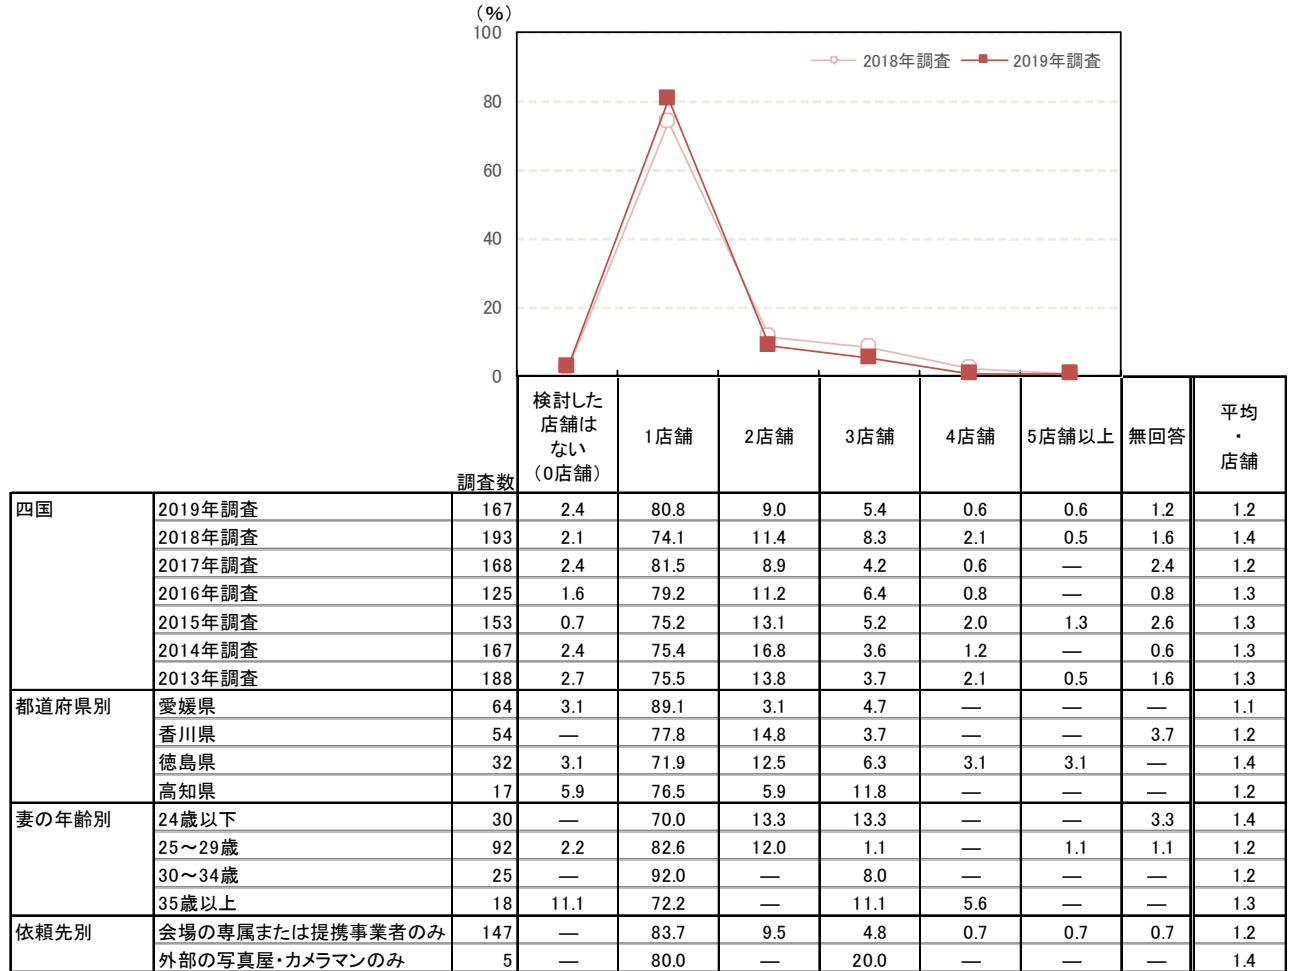 (%)
100
80
60
40
20
0
2018年調査 2019年調査
調査数 検討した店舗はない(0店舗) 1店舗 2店舗 3店舗 4店舗 5店舗以上 無回答 平均・店舗
四国 2019年調査 167 2.4 80.8 9.0 5.4 0.6 0.6 1.2 1.2
2018年調査 193 2.1 74.1 11.4 8.3 2.1 0.5 1.6 1.4
2017年調査 168 2.4 81.5 8.9 4.2 0.6 — 2.4 1.2
2016年調査 125 1.6 79.2 11.2 6.4 0.8 — 0.8 1.3
2015年調査 153 0.7 75.2 13.1 5.2 2.0 1.3 2.6 1.3
2014年調査 167 2.4 75.4 16.8 3.6 1.2 — 0.6 1.3
2013年調査 188 2.7 75.5 13.8 3.7 2.1 0.5 1.6 1.3
都道府県別 愛媛県 64 3.1 89.1 3.1 4.7 — — — 1.1
香川県 54 — 77.8 14.8 3.7 — — 3.7 1.2
徳島県 32 3.1 71.9 12.5 6.3 3.1 3.1 — 1.4
高知県 17 5.9 76.5 5.9 11.8 — — — 1.2
妻の年齢別 24歳以下 30 — 70.0 13.3 13.3 — — 3.3 1.4
25〜29歳 92 2.2 82.6 12.0 1.1 — 1.1 1.1 1.2
30〜34歳 25 — 92.0 — 8.0 — — — 1.2
35歳以上 18 11.1 72.2 — 11.1 5.6 — — 1.3
依頼先別 会場の専属または提携事業者のみ 147 — 83.7 9.5 4.8 0.7 0.7 0.7 1.2
外部の写真屋・カメラマンのみ 5 — 80.0 — 20.0 — — — 1.4